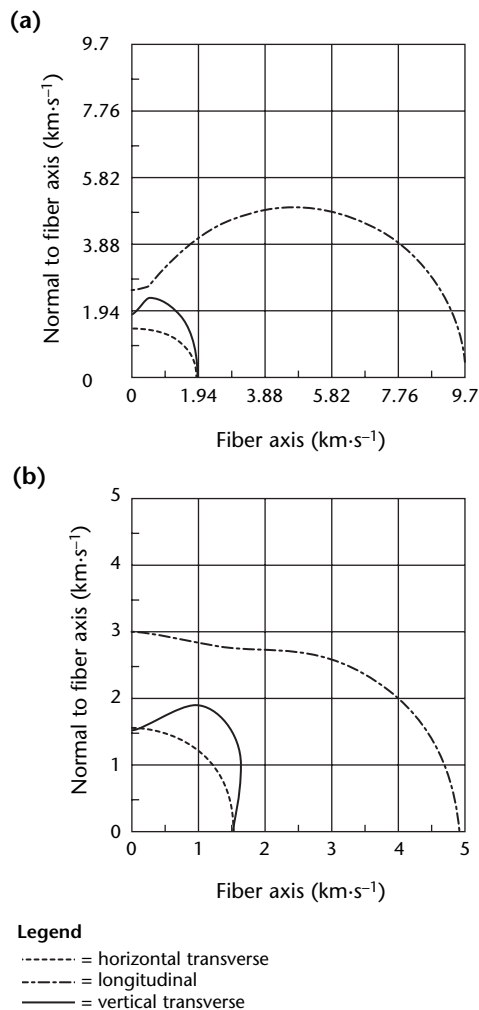 (a)
9.7
7.76
5.82
3.88
1.94
0
Normal to fiber axis (km·s⁻¹)
0 1.94 3.88 5.82 7.76 9.7
Fiber axis (km·s⁻¹)
(b)
5
4
3
2
1
0
Normal to fiber axis (km·s⁻¹)
0 1 2 3 4 5
Fiber axis (km·s⁻¹)
Legend
= horizontal transverse
= longitudinal
= vertical transverse